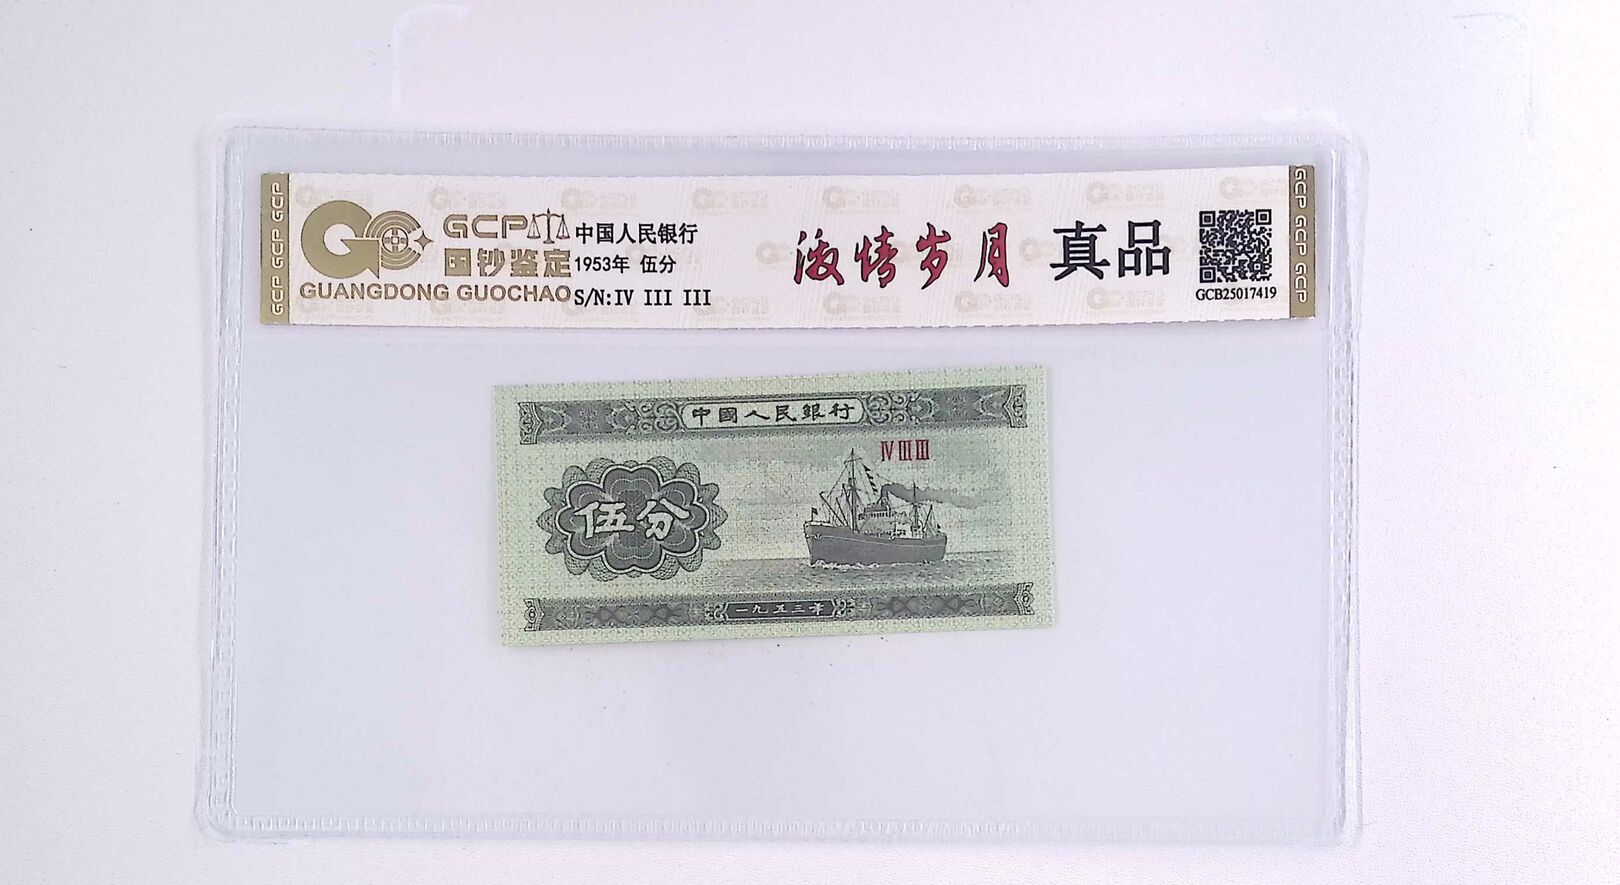 GCP
国钞鉴定
GUANGDONG GUOCHAO
中国人民银行
1953年 伍分
S/N:IV III III
激情岁月
真品
GCB25017419
GCP GCP GCP
GCP GCP GCP
中國人民銀行
IV III III
伍分
一九五三年